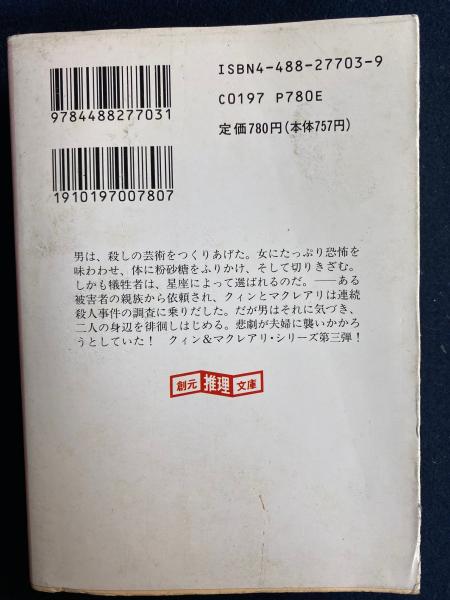 ISBN4-488-27703-9
9784488277031
C0197 P780E
定価780円(本体757円)
1910197007807
男は、殺しの芸術をつくりあげた。女にたっぷり恐怖を
味わわせ、体に粉砂糖をふりかけ、そして切りきざむ。
しかも犠牲者は、星座によって選ばれるのだ。——ある
被害者の親族から依頼され、クィンとマクレアリは連続
殺人事件の調査に乗りだした。だが男はそれに気づき、
二人の身辺を徘徊しはじめる。悲劇が夫婦に襲いかかろ
うとしていた！　クィン＆マクレアリ・シリーズ第三弾！
創元 推理 文庫